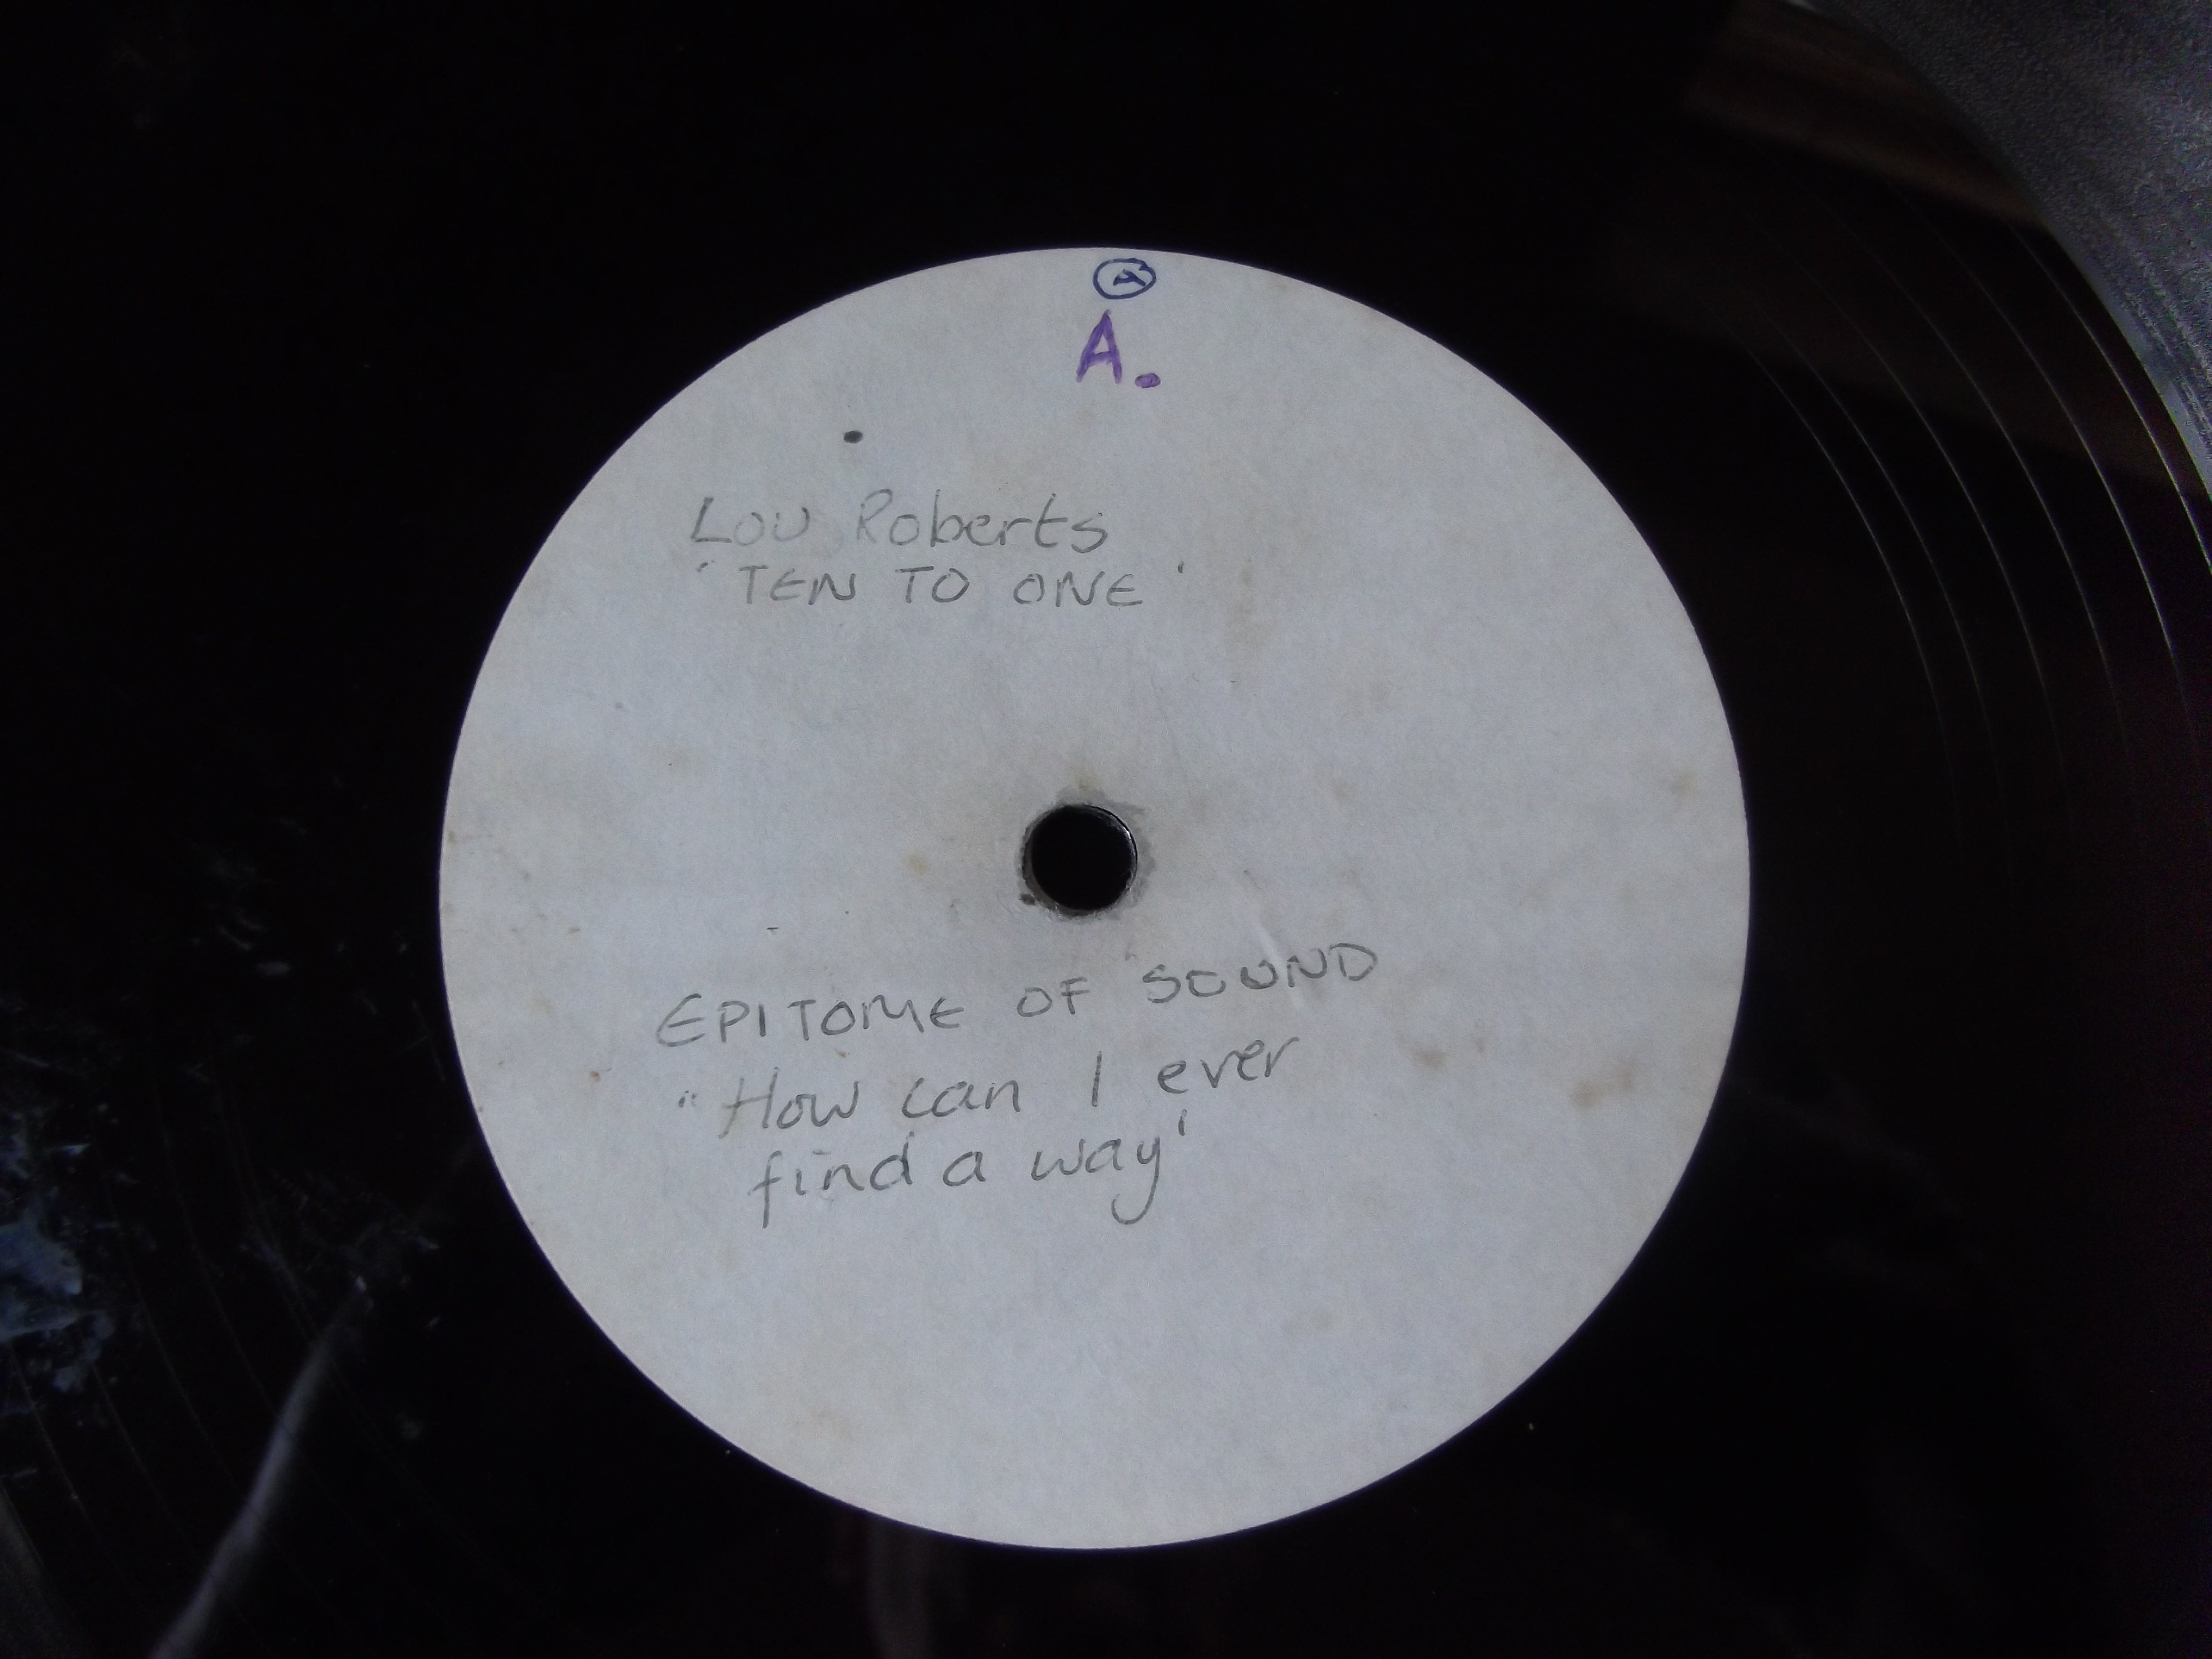 A
A.
Lou Roberts
'TEN TO ONE'
EPITOME OF SOUND
"How can I ever
find a way'